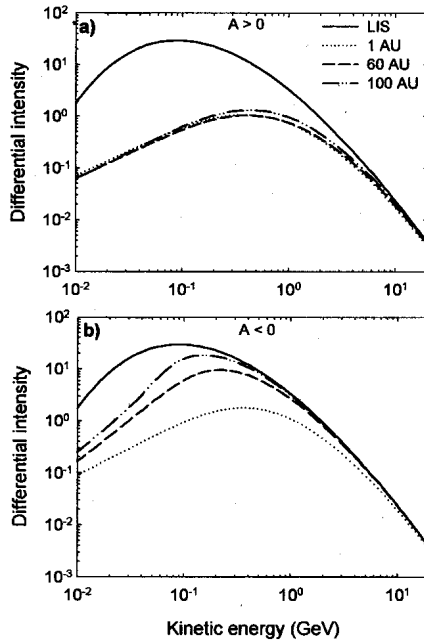 a)
A > 0
LIS
1 AU
60 AU
100 AU
Differential intensity
10²
10¹
10⁰
10⁻¹
10⁻²
10⁻³
10⁻² 10⁻¹ 10⁰ 10¹
b)
A < 0
Differential intensity
10²
10¹
10⁰
10⁻¹
10⁻²
10⁻³
10⁻² 10⁻¹ 10⁰ 10¹
Kinetic energy (GeV)